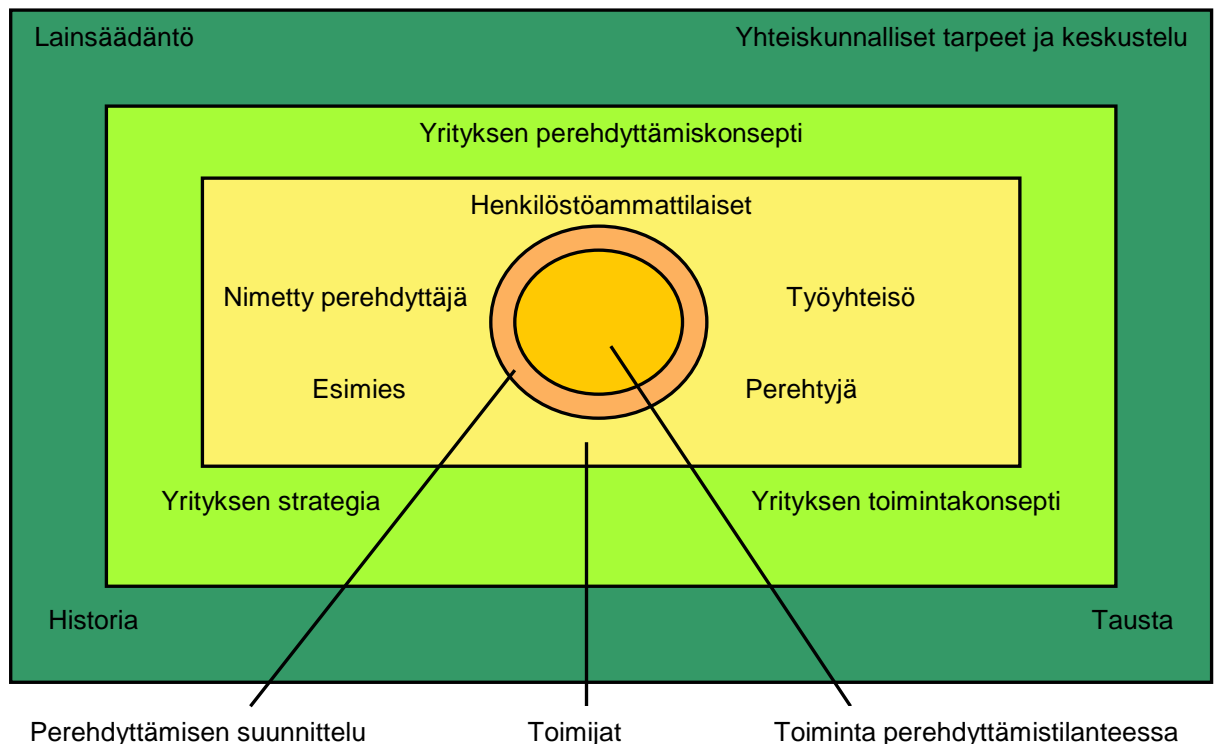 Lainsäädäntö
Yhteiskunnalliset tarpeet ja keskustelu
Yrityksen perehdyttämiskonsepti
Henkilöstöammattilaiset
Nimetty perehdyttäjä
Työyhteisö
Esimies
Perehtyjä
Yrityksen strategia
Yrityksen toimintakonsepti
Historia
Tausta
Perehdyttämisen suunnittelu
Toimijat
Toiminta perehdyttämistilanteessa